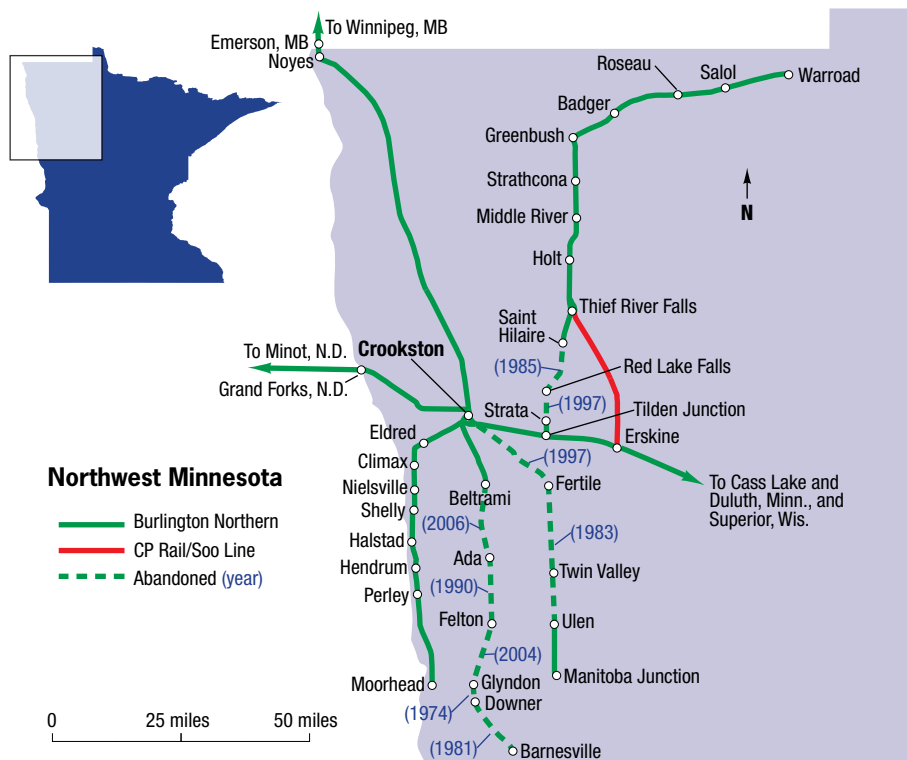 To Winnipeg, MB
Emerson, MB
Noyes
Roseau
Salol
Warroad
Badger
Greenbush
Strathcona
Middle River
N
Holt
Thief River Falls
Saint
Hilaire
To Minot, N.D.
Crookston
(1985)
Red Lake Falls
Grand Forks, N.D.
(1997)
Strata
Tilden Junction
Eldred
Erskine
(1997)
Climax
Northwest Minnesota
Nielsville
Beltrami
Fertile
To Cass Lake and
Duluth, Minn., and
Superior, Wis.
Shelly
Burlington Northern
(2006)
(1983)
Halstad
CP Rail/Soo Line
Ada
Hendrum
Twin Valley
Abandoned (year)
(1990)
Perley
Felton
Ulen
(2004)
Manitoba Junction
Moorhead
Glyndon
Downer
(1974)
0 25 miles 50 miles
(1981)
Barnesville